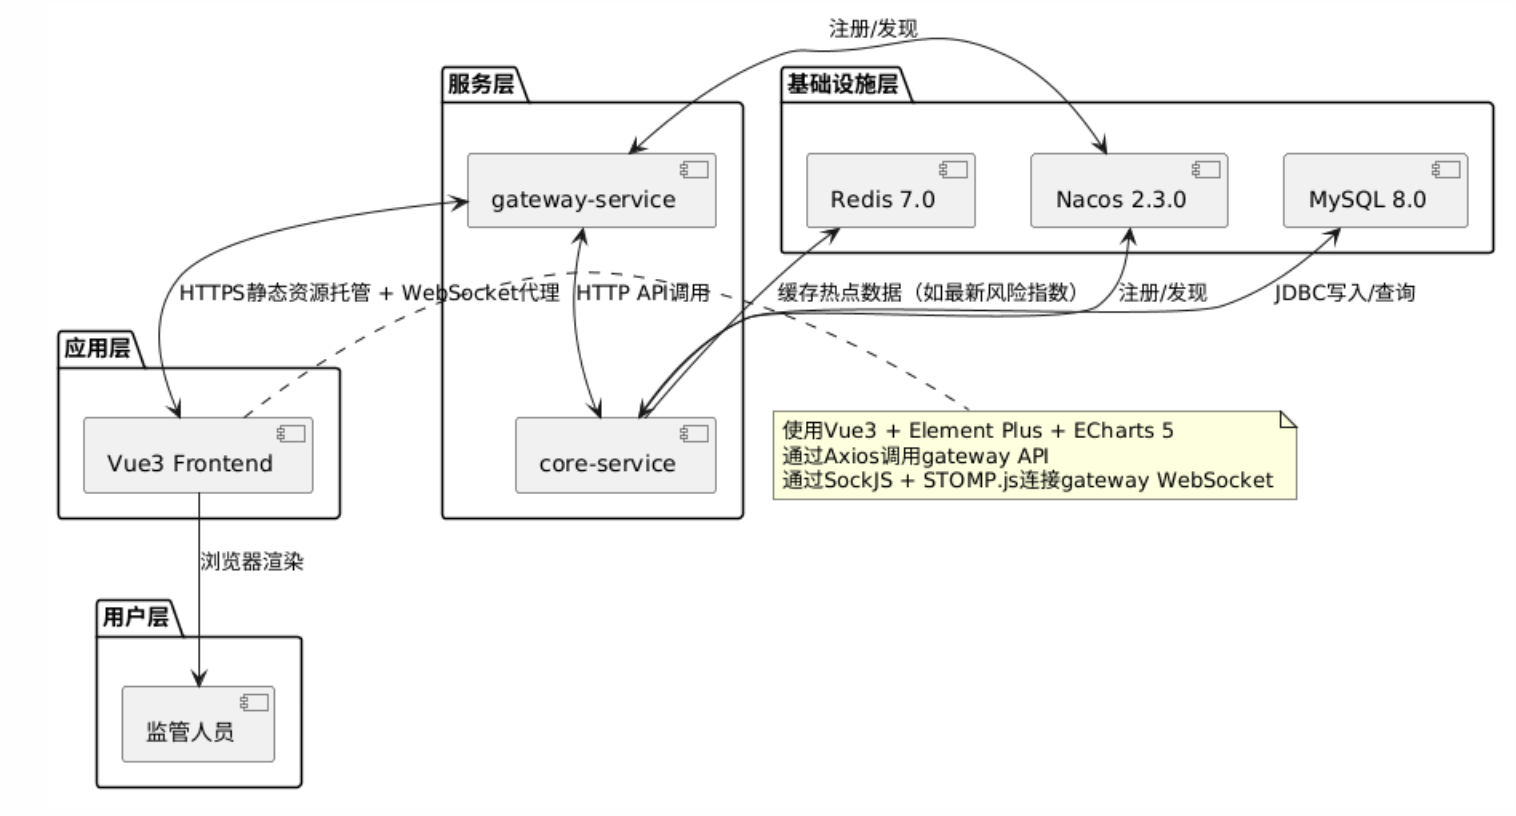 注册/发现
服务层
基础设施层
gateway-service
Redis 7.0
Nacos 2.3.0
MySQL 8.0
HTTPS静态资源托管 + WebSocket代理
HTTP API调用
缓存热点数据（如最新风险指数）
注册/发现
JDBC写入/查询
应用层
Vue3 Frontend
core-service
使用Vue3 + Element Plus + ECharts 5
通过Axios调用gateway API
通过SockJS + STOMP.js连接gateway WebSocket
浏览器渲染
用户层
监管人员